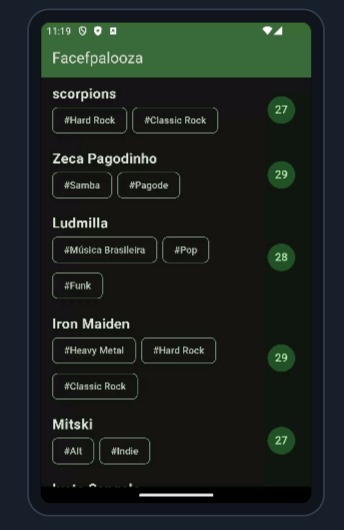 11:19
Facefpalooza
scorpions
27
#Hard Rock #Classic Rock
Zeca Pagodinho
29
#Samba #Pagode
Ludmilla
#Música Brasileira #Pop
28
#Funk
Iron Maiden
#Heavy Metal #Hard Rock
29
#Classic Rock
Mitski
27
#Alt #Indie